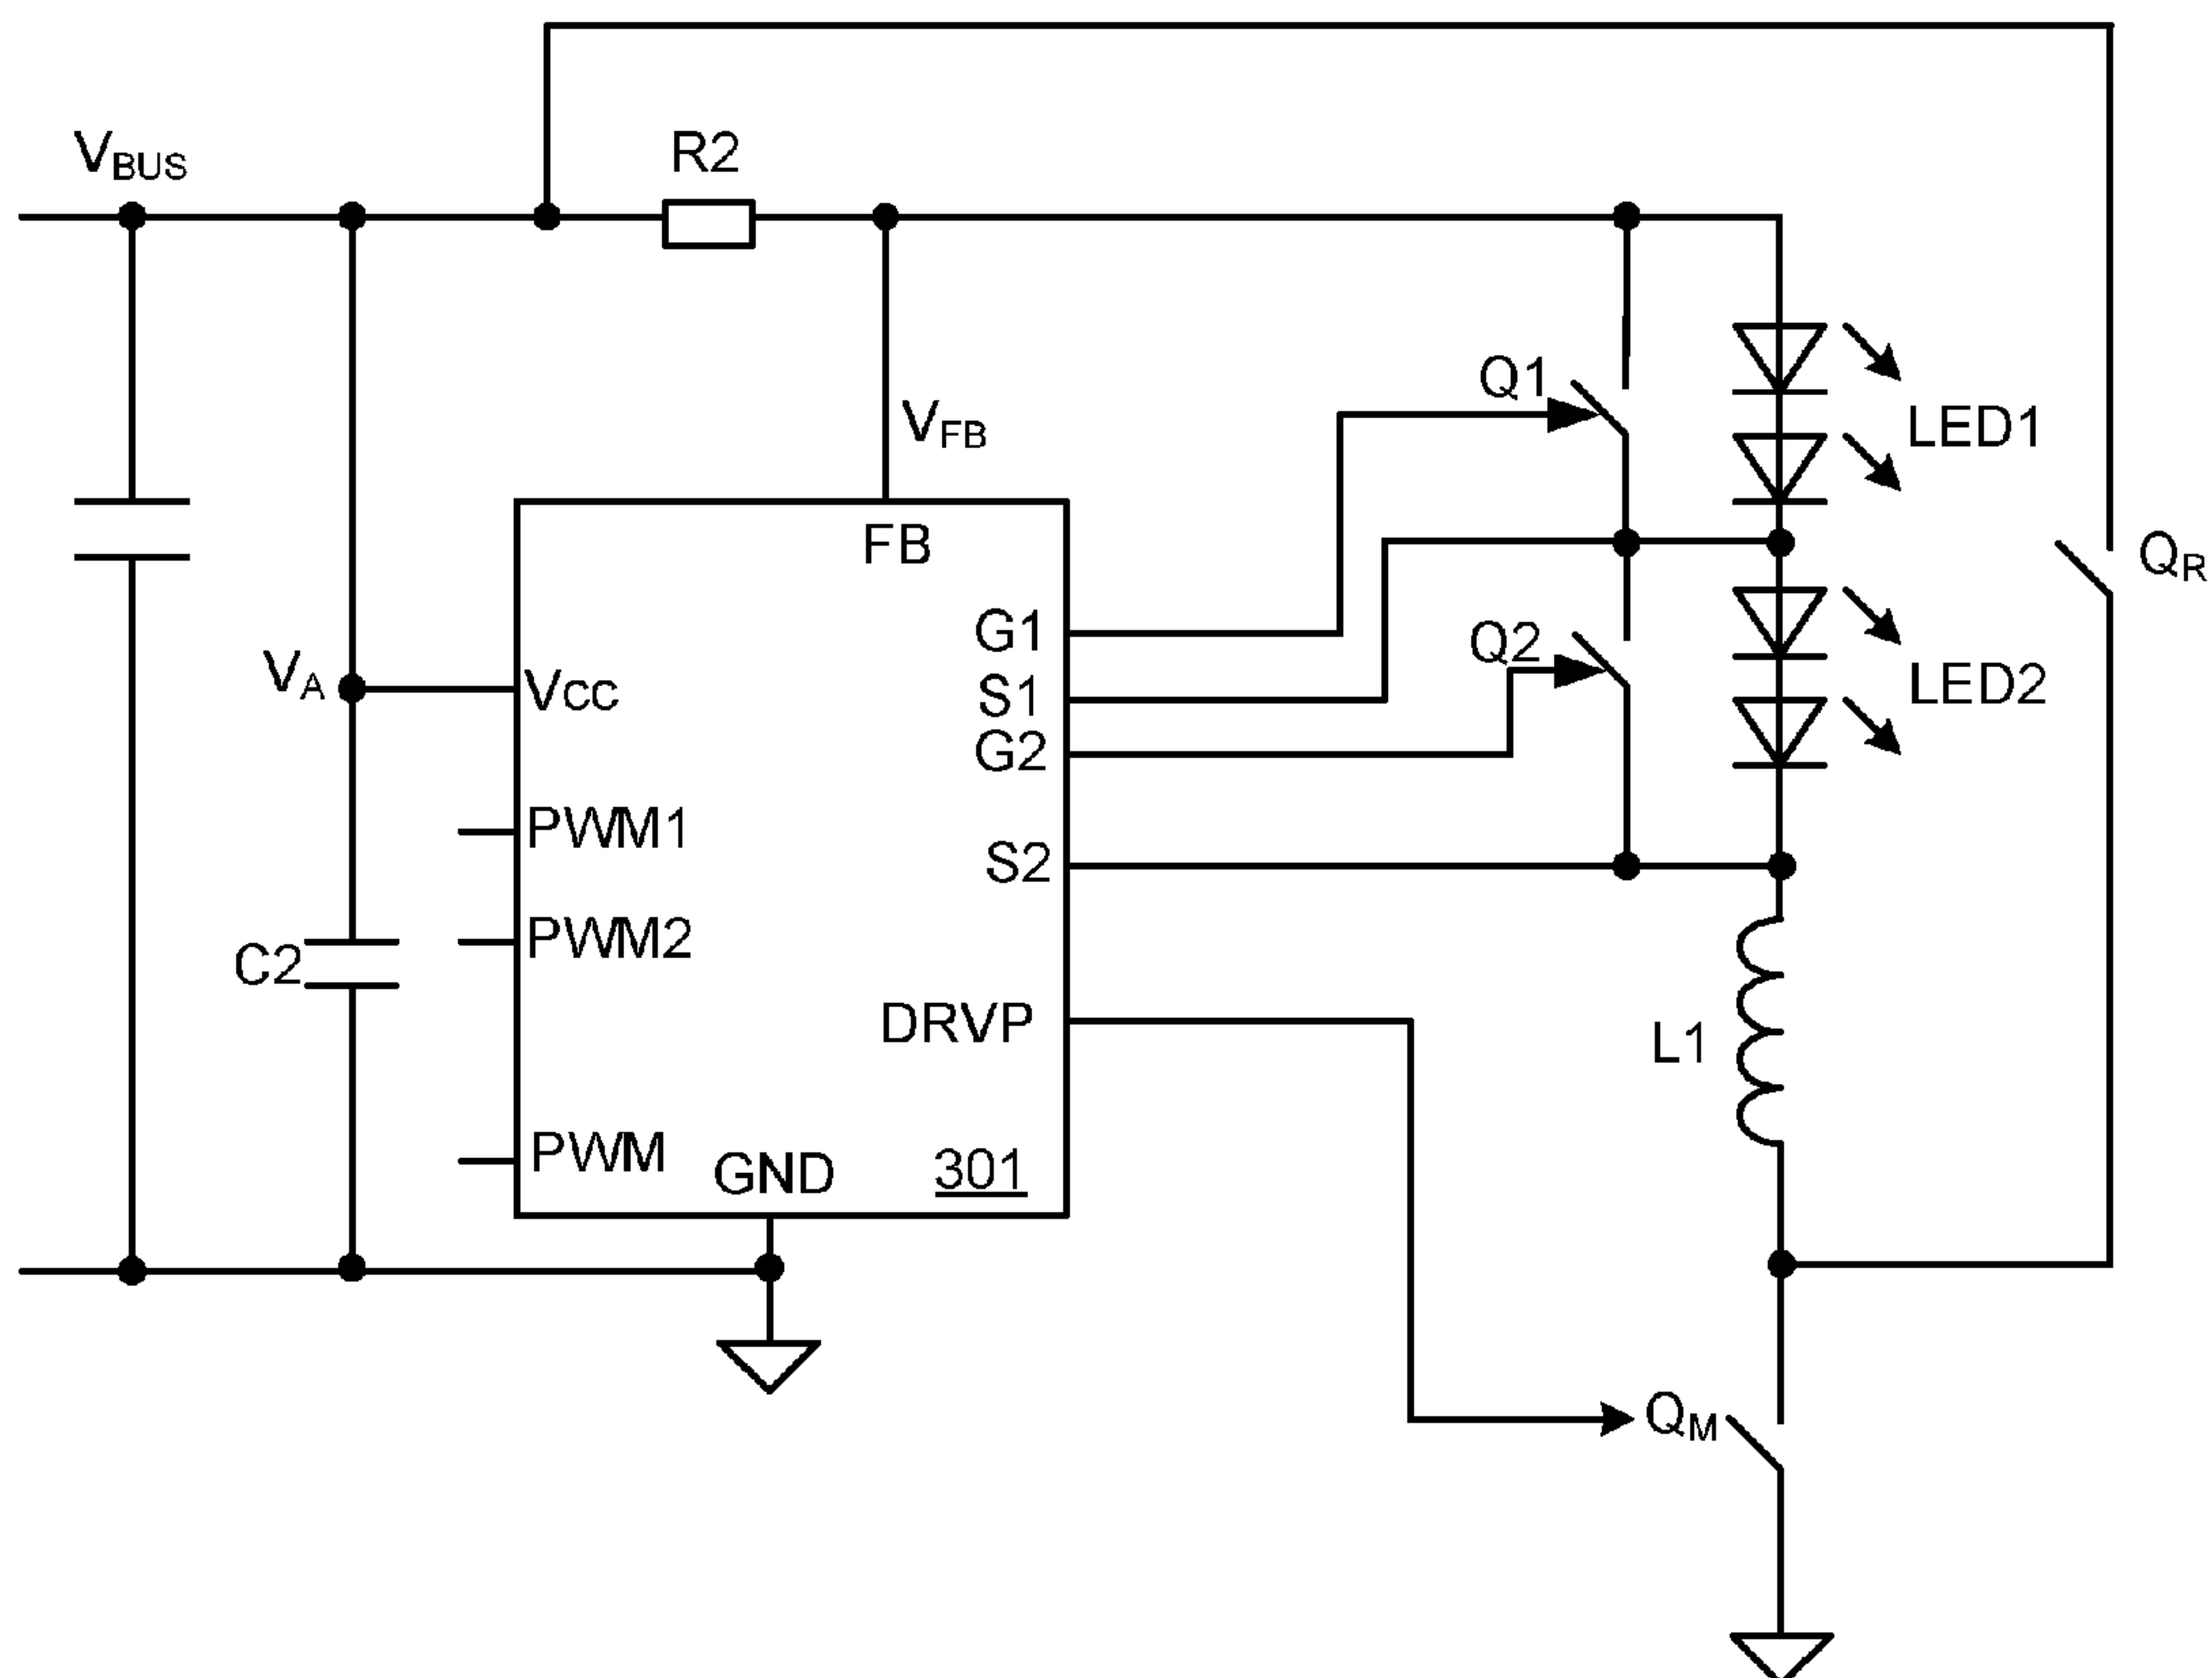 VBUS
R2
VFB
Q1
LED1
FB
QR
G1
Q2
VA
VCC
S1
LED2
G2
PWM1
S2
PWM2
C2
DRVP
L1
PWM
GND
301
QM